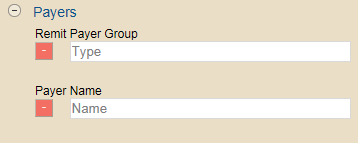 Payers
Remit Payer Group
- Type
Payer Name
- Name